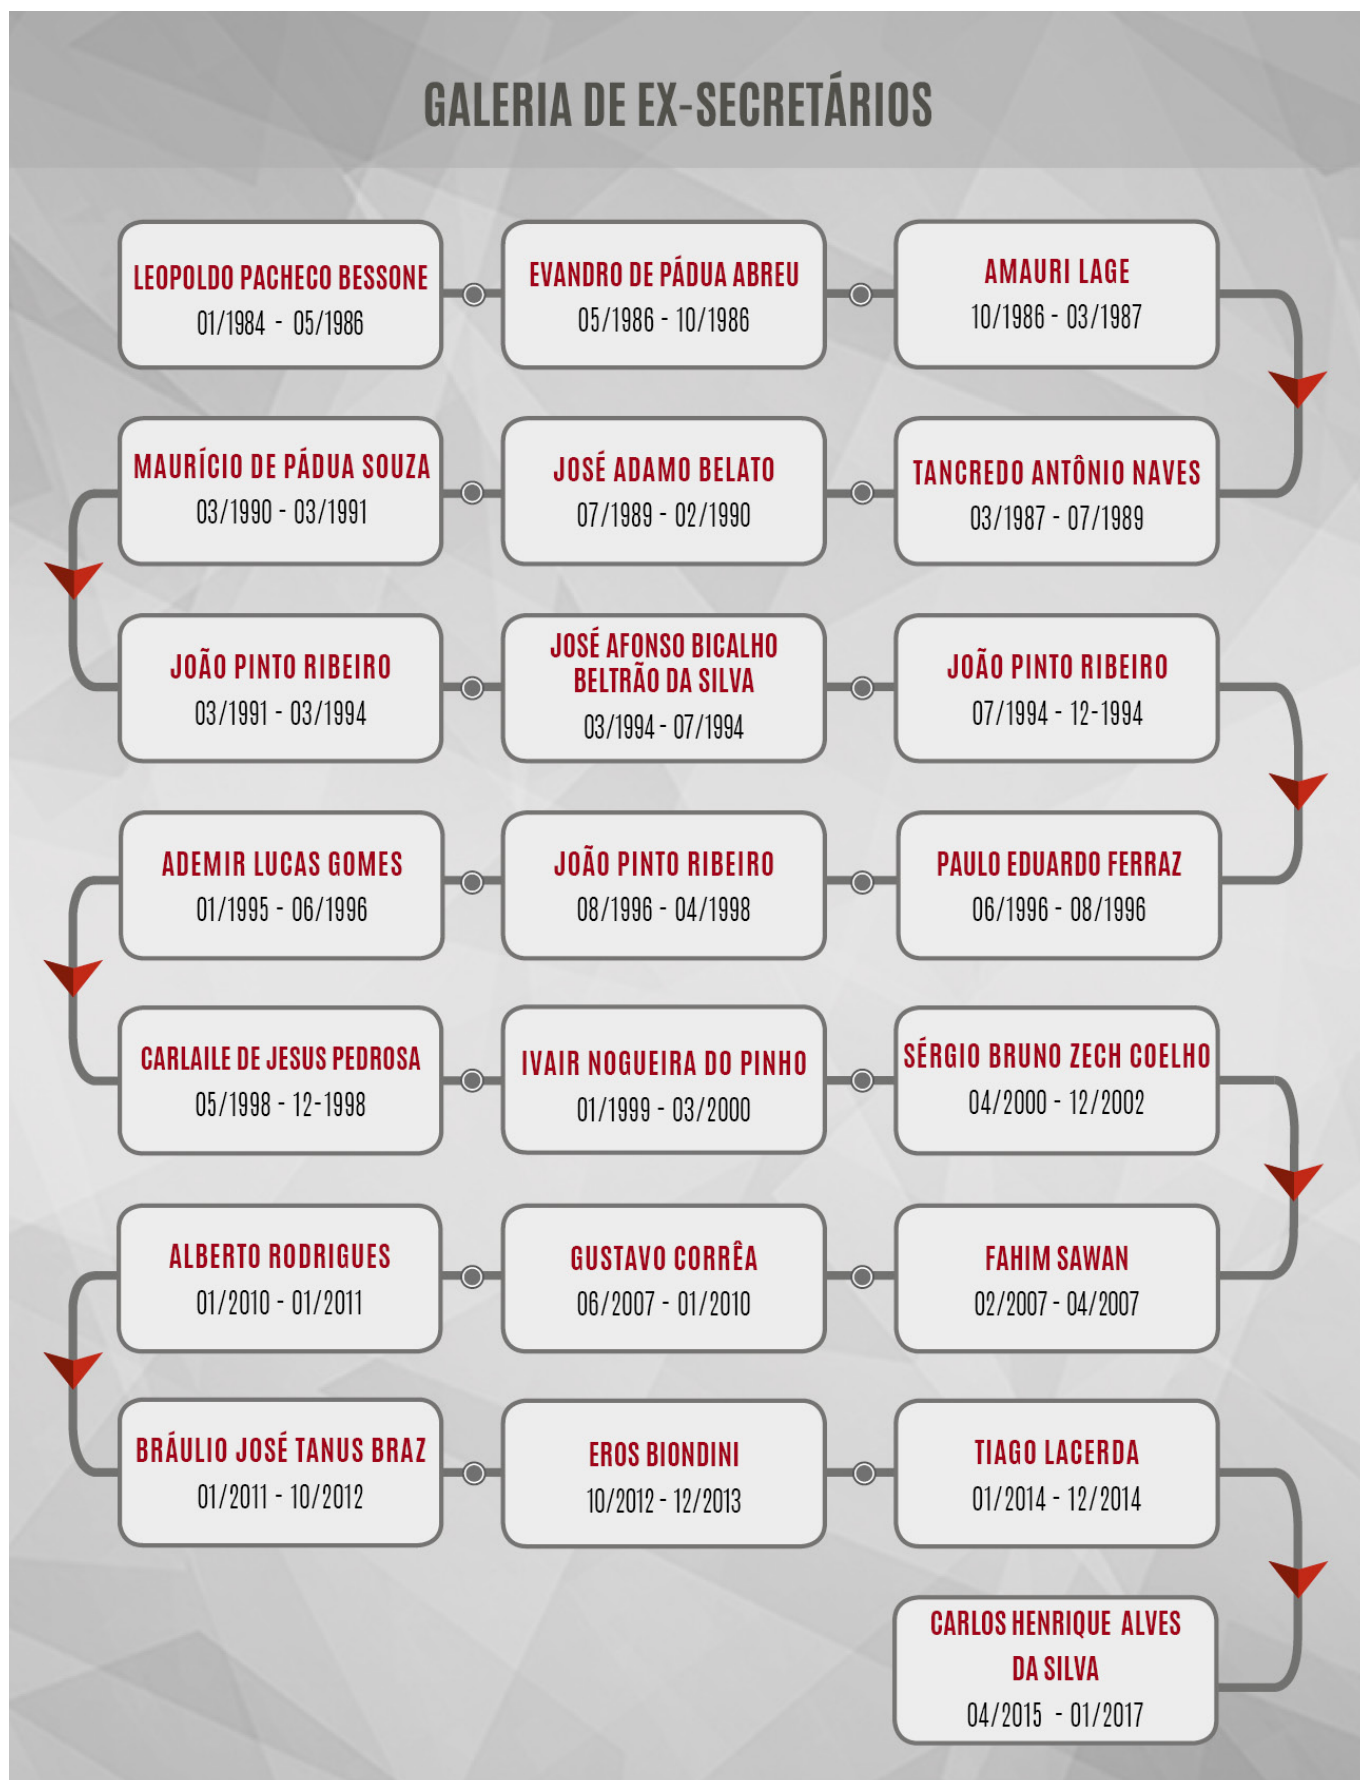 GALERIA DE EX-SECRETÁRIOS
LEOPOLDO PACHECO BESSONE
01/1984 - 05/1986
EVANDRO DE PÁDUA ABREU
05/1986 - 10/1986
AMAURI LAGE
10/1986 - 03/1987
TANCREDO ANTÔNIO NAVES
03/1987 - 07/1989
JOSÉ ADAMO BELATO
07/1989 - 02/1990
MAURÍCIO DE PÁDUA SOUZA
03/1990 - 03/1991
JOÃO PINTO RIBEIRO
03/1991 - 03/1994
JOSÉ AFONSO BICALHO
BELTRÃO DA SILVA
03/1994 - 07/1994
JOÃO PINTO RIBEIRO
07/1994 - 12-1994
PAULO EDUARDO FERRAZ
06/1996 - 08/1996
JOÃO PINTO RIBEIRO
08/1996 - 04/1998
ADEMIR LUCAS GOMES
01/1995 - 06/1996
CARLAILE DE JESUS PEDROSA
05/1998 - 12-1998
IVAIR NOGUEIRA DO PINHO
01/1999 - 03/2000
SÉRGIO BRUNO ZECH COELHO
04/2000 - 12/2002
FAHIM SAWAN
02/2007 - 04/2007
GUSTAVO CORRÊA
06/2007 - 01/2010
ALBERTO RODRIGUES
01/2010 - 01/2011
BRÁULIO JOSÉ TANUS BRAZ
01/2011 - 10/2012
EROS BIONDINI
10/2012 - 12/2013
TIAGO LACERDA
01/2014 - 12/2014
CARLOS HENRIQUE ALVES
DA SILVA
04/2015 - 01/2017